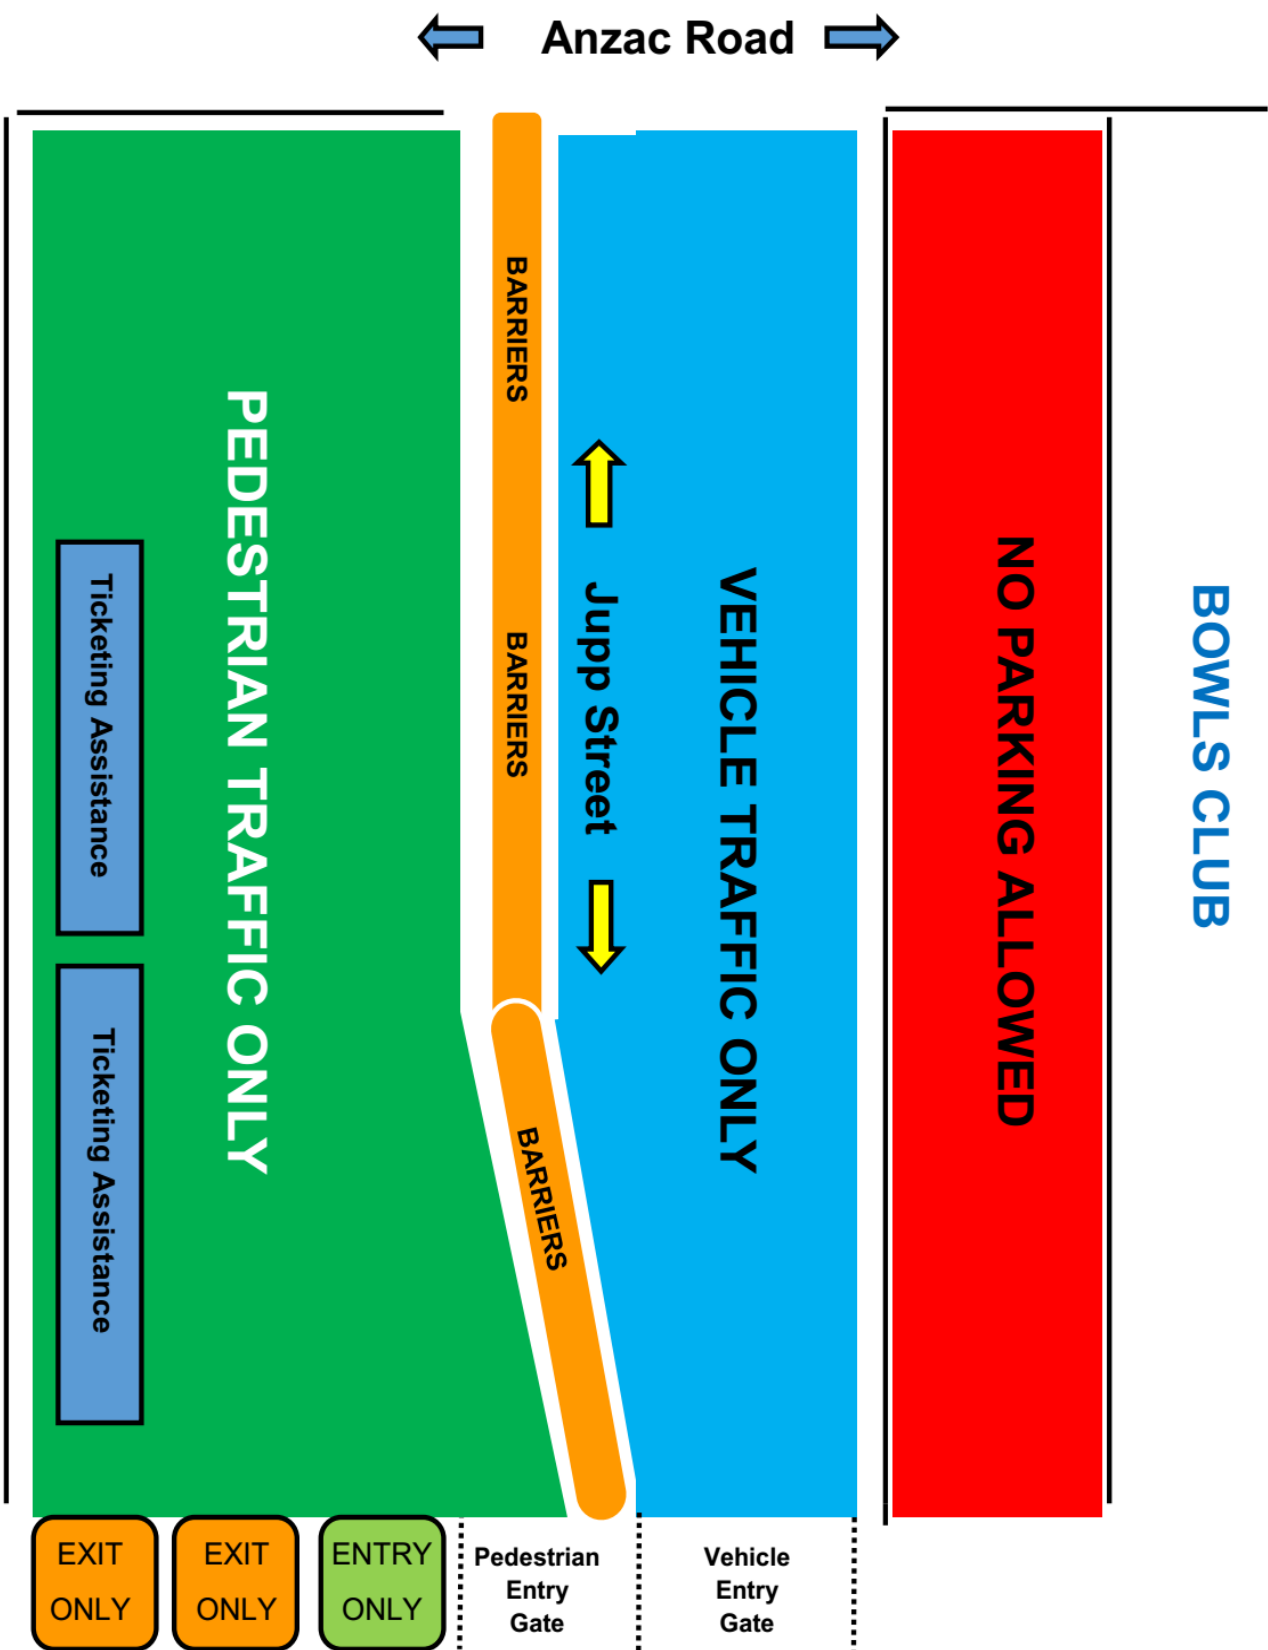 Anzac Road
PEDESTRIAN TRAFFIC ONLY
Ticketing Assistance
Ticketing Assistance
BARRIERS
BARRIERS
BARRIERS
Jupp Street
VEHICLE TRAFFIC ONLY
NO PARKING ALLOWED
BOWLS CLUB
EXIT
ONLY
EXIT
ONLY
ENTRY
ONLY
Pedestrian
Entry
Gate
Vehicle
Entry
Gate